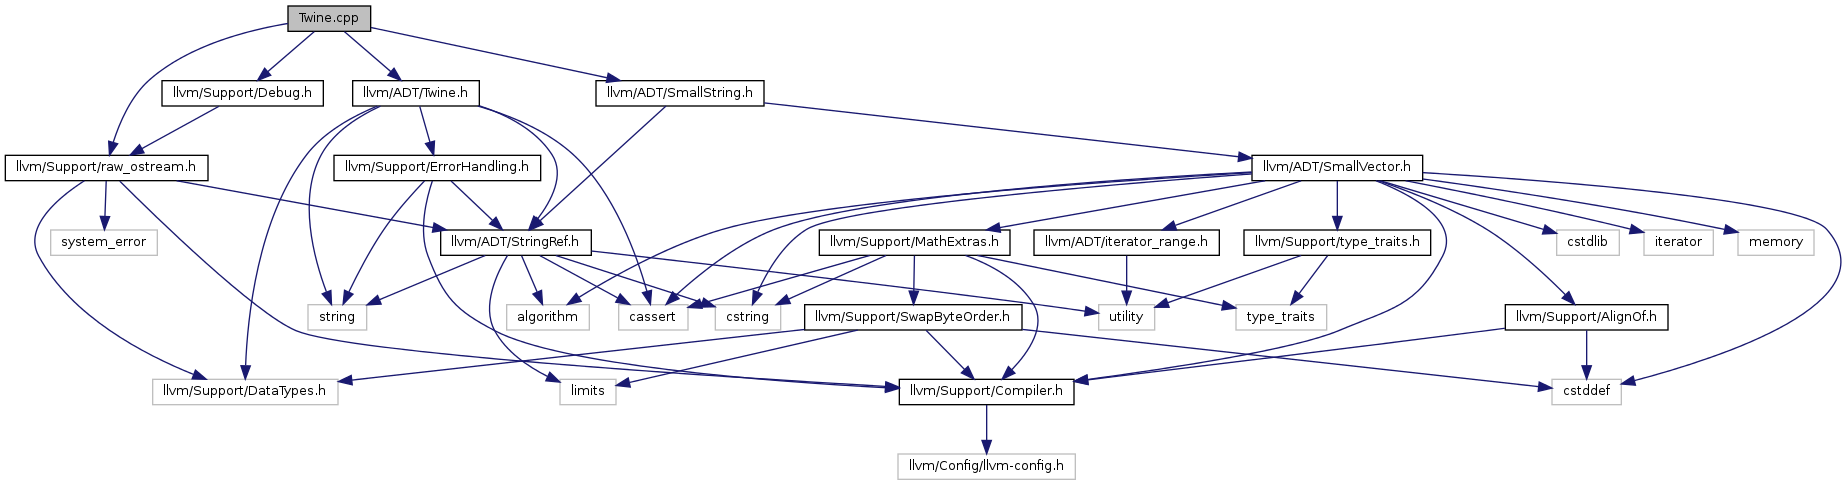 Twine.cpp
llvm/Support/Debug.h
llvm/ADT/Twine.h
llvm/ADT/SmallString.h
llvm/Support/raw_ostream.h
llvm/Support/ErrorHandling.h
llvm/ADT/SmallVector.h
system_error
llvm/ADT/StringRef.h
llvm/Support/MathExtras.h
llvm/ADT/iterator_range.h
llvm/Support/type_traits.h
cstdlib
iterator
memory
string
algorithm
cassert
cstring
llvm/Support/SwapByteOrder.h
utility
type_traits
llvm/Support/AlignOf.h
llvm/Support/DataTypes.h
limits
llvm/Support/Compiler.h
cstddef
llvm/Config/llvm-config.h